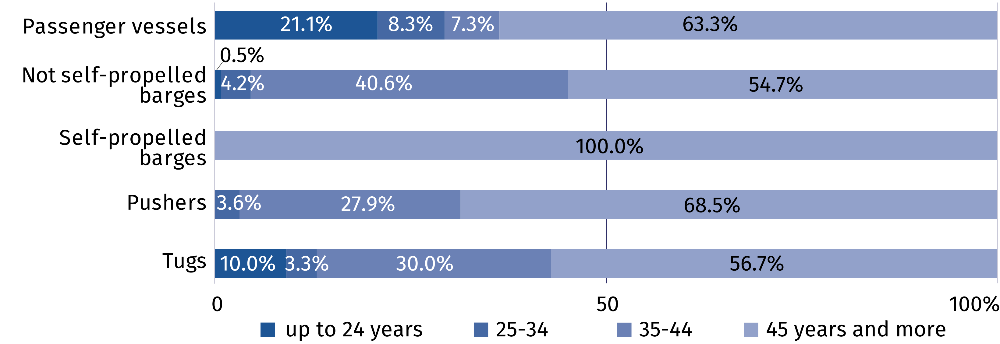 Passenger vessels
21.1% 8.3% 7.3% 63.3%
0.5%
Not self-propelled
barges
4.2% 40.6% 54.7%
Self-propelled
barges
100.0%
Pushers
3.6% 27.9% 68.5%
Tugs
10.0% 3.3% 30.0% 56.7%
0 50 100%
up to 24 years 25-34 35-44 45 years and more